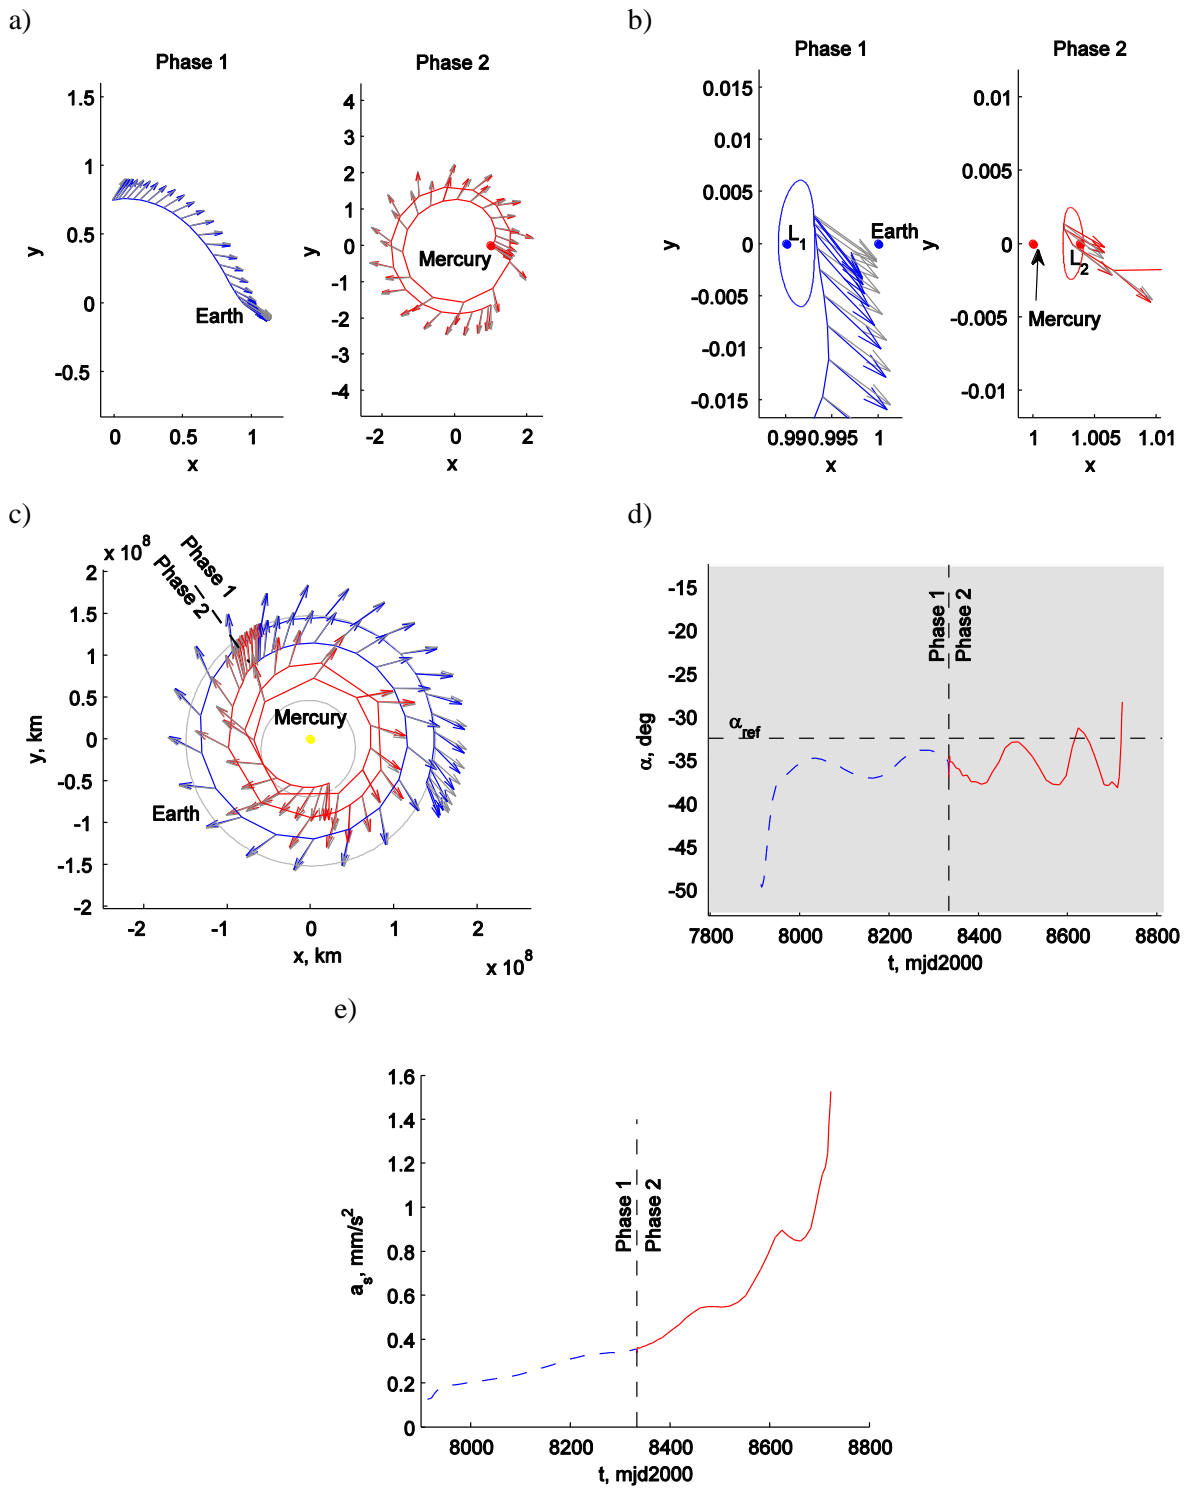 a)
Phase 1
Phase 2
1.5
1
0.5
0
-0.5
y
Earth
0 0.5 1
x
4
3
2
1
0
-1
-2
-3
-4
y
Mercury
-2 0 2
x
b)
Phase 1
Phase 2
0.015
0.01
0.005
0
-0.005
-0.01
-0.015
y
L1
Earth
0.990 0.995 1
x
0.01
0.005
0
-0.005
-0.01
y
L2
Mercury
1 1.005 1.01
x
c)
x 10^8
2
1.5
1
0.5
0
-0.5
-1
-1.5
-2
y, km
Phase 1
Phase 2
Mercury
Earth
-2 -1 0 1 2
x, km
x 10^8
d)
-15
-20
-25
-30
-35
-40
-45
-50
α, deg
αref
Phase 1
Phase 2
7800 8000 8200 8400 8600 8800
t, mjd2000
e)
1.6
1.4
1.2
1
0.8
0.6
0.4
0.2
0
as, mm/s²
Phase 1
Phase 2
8000 8200 8400 8600 8800
t, mjd2000